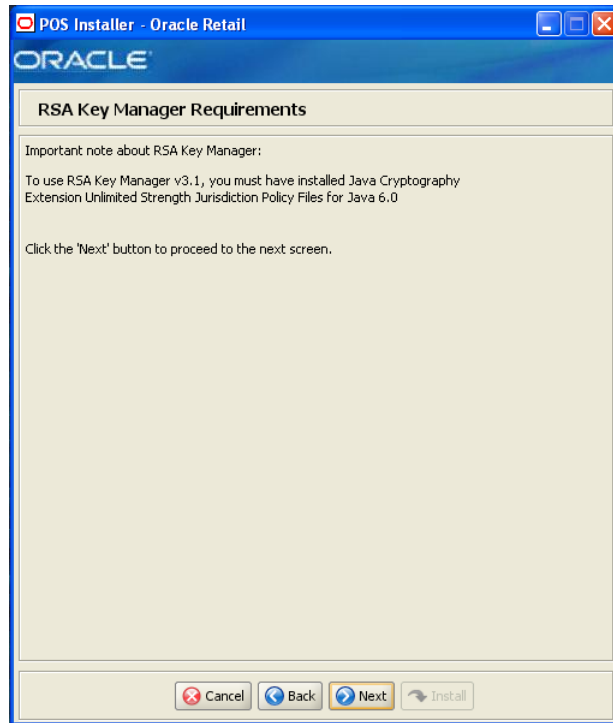 POS Installer - Oracle Retail
ORACLE
RSA Key Manager Requirements
Important note about RSA Key Manager:
To use RSA Key Manager v3.1, you must have installed Java Cryptography
Extension Unlimited Strength Jurisdiction Policy Files for Java 6.0
Click the 'Next' button to proceed to the next screen.
Cancel Back Next Install